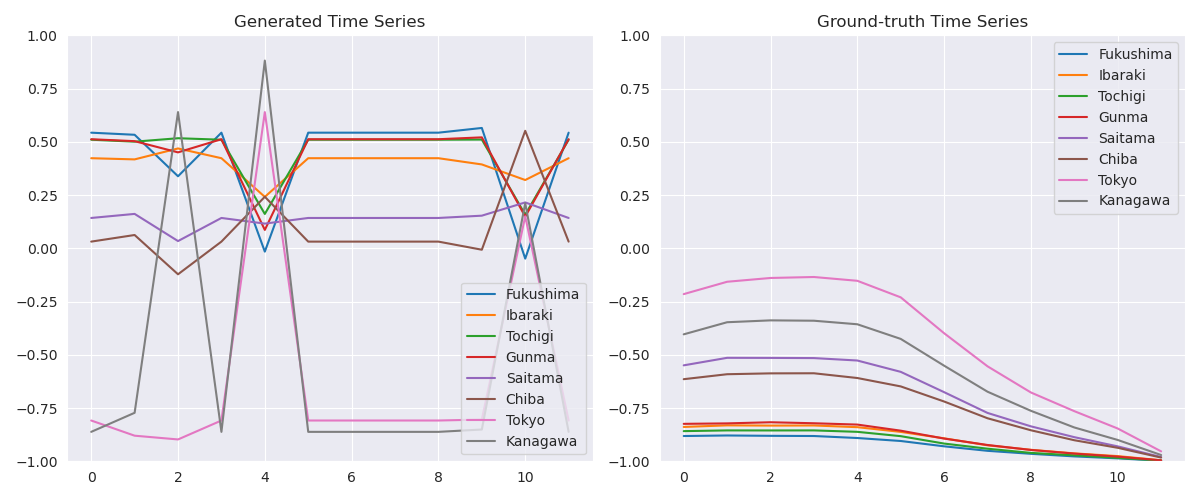 Generated Time Series
1.00
0.75
0.50
0.25
0.00
−0.25
−0.50
−0.75
−1.00
0 2 4 6 8 10
Fukushima
Ibaraki
Tochigi
Gunma
Saitama
Chiba
Tokyo
Kanagawa
Ground-truth Time Series
1.00
0.75
0.50
0.25
0.00
−0.25
−0.50
−0.75
−1.00
0 2 4 6 8 10
Fukushima
Ibaraki
Tochigi
Gunma
Saitama
Chiba
Tokyo
Kanagawa